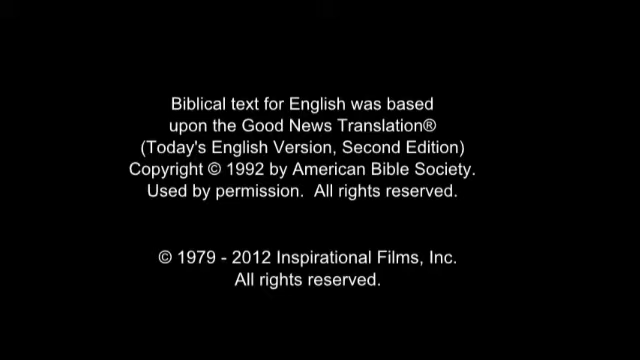 Biblical text for English was based
upon the Good News Translation®
(Today's English Version, Second Edition)
Copyright © 1992 by American Bible Society.
Used by permission.  All rights reserved.
© 1979 - 2012 Inspirational Films, Inc.
All rights reserved.